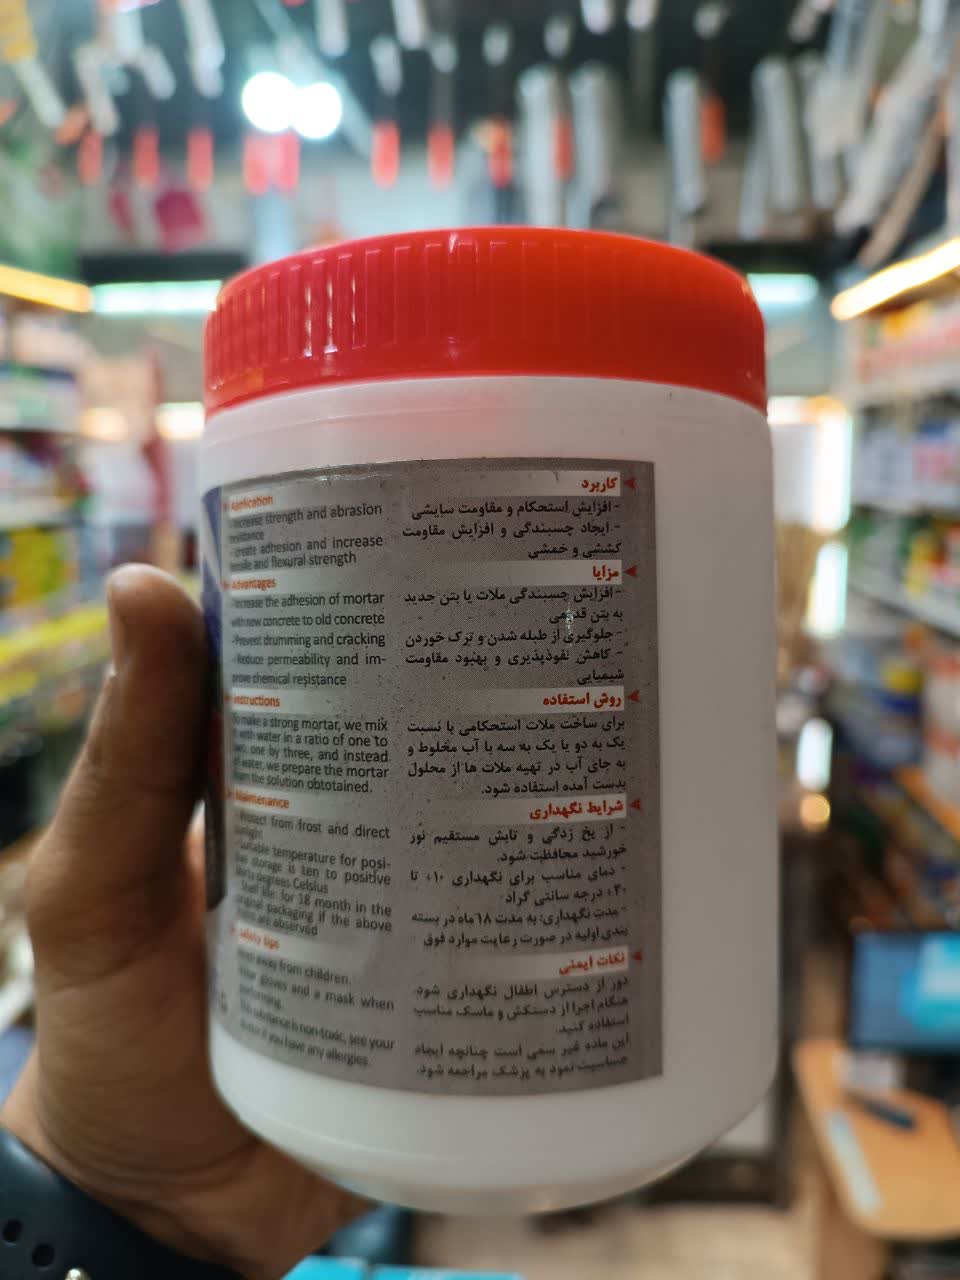 Application
- Increase strength and abrasion
resistance
- create adhesion and increase
tensile and flexural strength
Advantages
- Increase the adhesion of mortar
with new concrete to old concrete
- Prevent drumming and cracking
- Reduce permeability and im-
prove chemical resistance
Instructions
To make a strong mortar, we mix
it with water in a ratio of one to
two, one by three, and instead
of water, we prepare the mortar
from the solution obtotained.
Maintenance
- Protect from frost and direct
sunlight
- Suitable temperature for posi-
tive storage is ten to positive
forty degrees Celsius
- Shelf life: for 18 month in the
original packaging if the above
items are observed
Safety tips
Keep away from children.
Wear gloves and a mask when
performing.
This substance is non-toxic, see your
doctor if you have any allergies.
کاربرد
- افزایش استحکام و مقاومت سایشی
- ایجاد چسبندگی و افزایش مقاومت
کششی و خمشی
مزایا
- افزایش چسبندگی ملات یا بتن جدید
به بتن قدیمی
- جلوگیری از طبله شدن و ترک خوردن
- کاهش نفوذپذیری و بهبود مقاومت
شیمیایی
روش استفاده
برای ساخت ملات استحکامی با نسبت
یک به دو یا یک به سه با آب مخلوط و
به جای آب در تهیه ملات ها از محلول
بدست آمده استفاده شود.
شرایط نگهداری
- از یخ زدگی و تابش مستقیم نور
خورشید محافظت شود.
- دمای مناسب برای نگهداری ۱۰+ تا
۴۰+ درجه سانتی گراد
- مدت نگهداری: به مدت ۱۸ ماه در بسته
بندی اولیه در صورت رعایت موارد فوق
نکات ایمنی
دور از دسترس اطفال نگهداری شود.
هنگام اجرا از دستکش و ماسک مناسب
استفاده کنید.
این ماده غیر سمی است چنانچه ایجاد
حساسیت نمود به پزشک مراجعه شود.